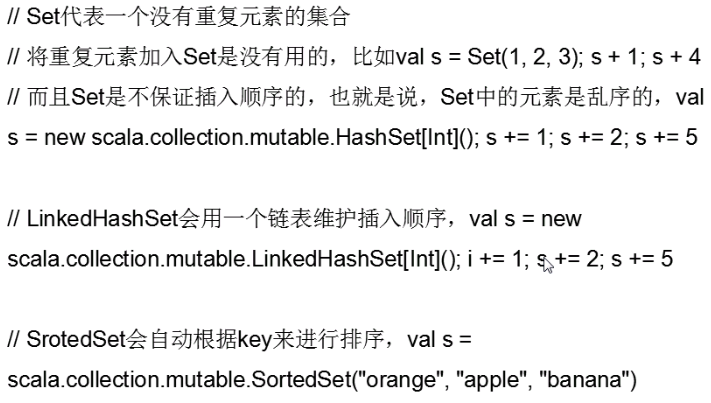 // Set代表一个没有重复元素的集合
// 将重复元素加入Set是没有用的，比如val s = Set(1, 2, 3); s + 1; s + 4
// 而且Set是不保证插入顺序的，也就是说，Set中的元素是乱序的，val
s = new scala.collection.mutable.HashSet[Int](); s += 1; s += 2; s += 5
// LinkedHashSet会用一个链表维护插入顺序，val s = new
scala.collection.mutable.LinkedHashSet[Int](); i += 1; s += 2; s += 5
// SrotedSet会自动根据key来进行排序，val s =
scala.collection.mutable.SortedSet("orange", "apple", "banana")